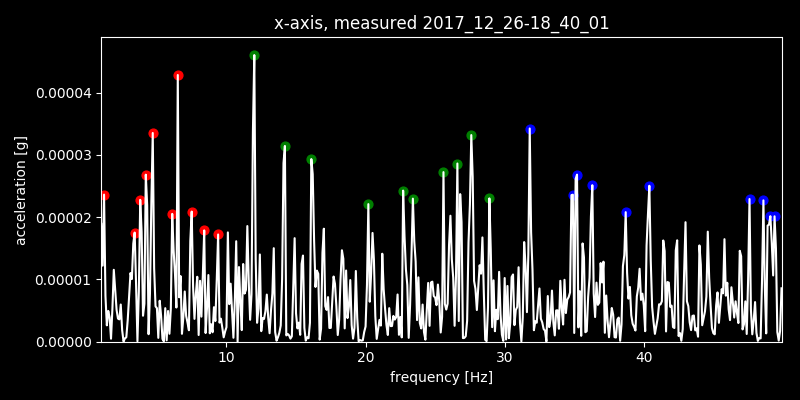 x-axis, measured 2017_12_26-18_40_01
acceleration [g]
0.00004
0.00003
0.00002
0.00001
0.00000
10 20 30 40
frequency [Hz]